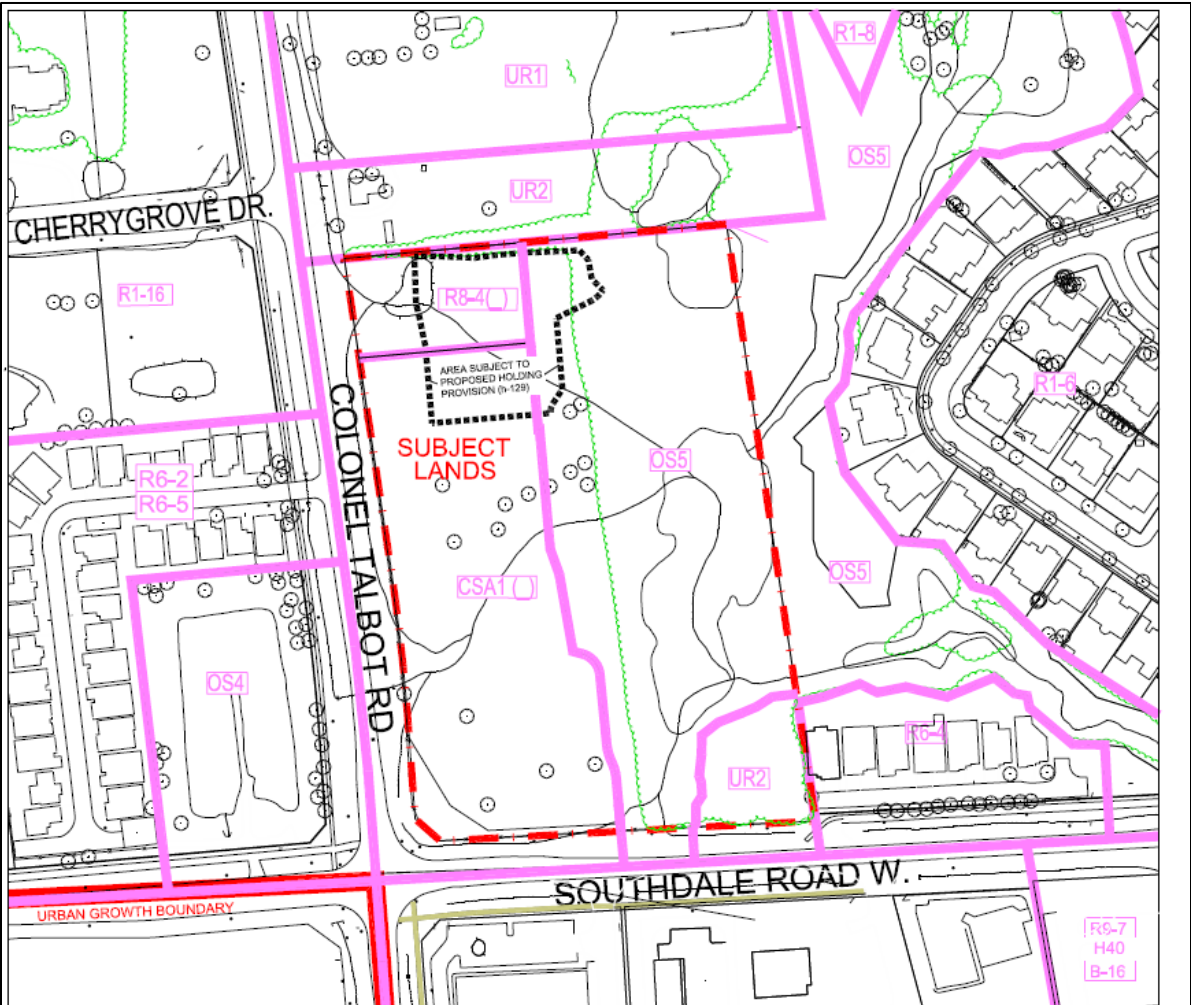 R1-8
UR1
OS5
UR2
CHERRYGROVE DR.
R1-16
R8-4( )
AREA SUBJECT TO
PROPOSED HOLDING
PROVISION (h-129)
R1-6
COLONEL TALBOT RD.
SUBJECT
LANDS
OS5
R6-2
R6-5
CSA1( )
OS5
OS4
R6-4
UR2
SOUTHDALE ROAD W.
URBAN GROWTH BOUNDARY
R9-7
H40
B-16